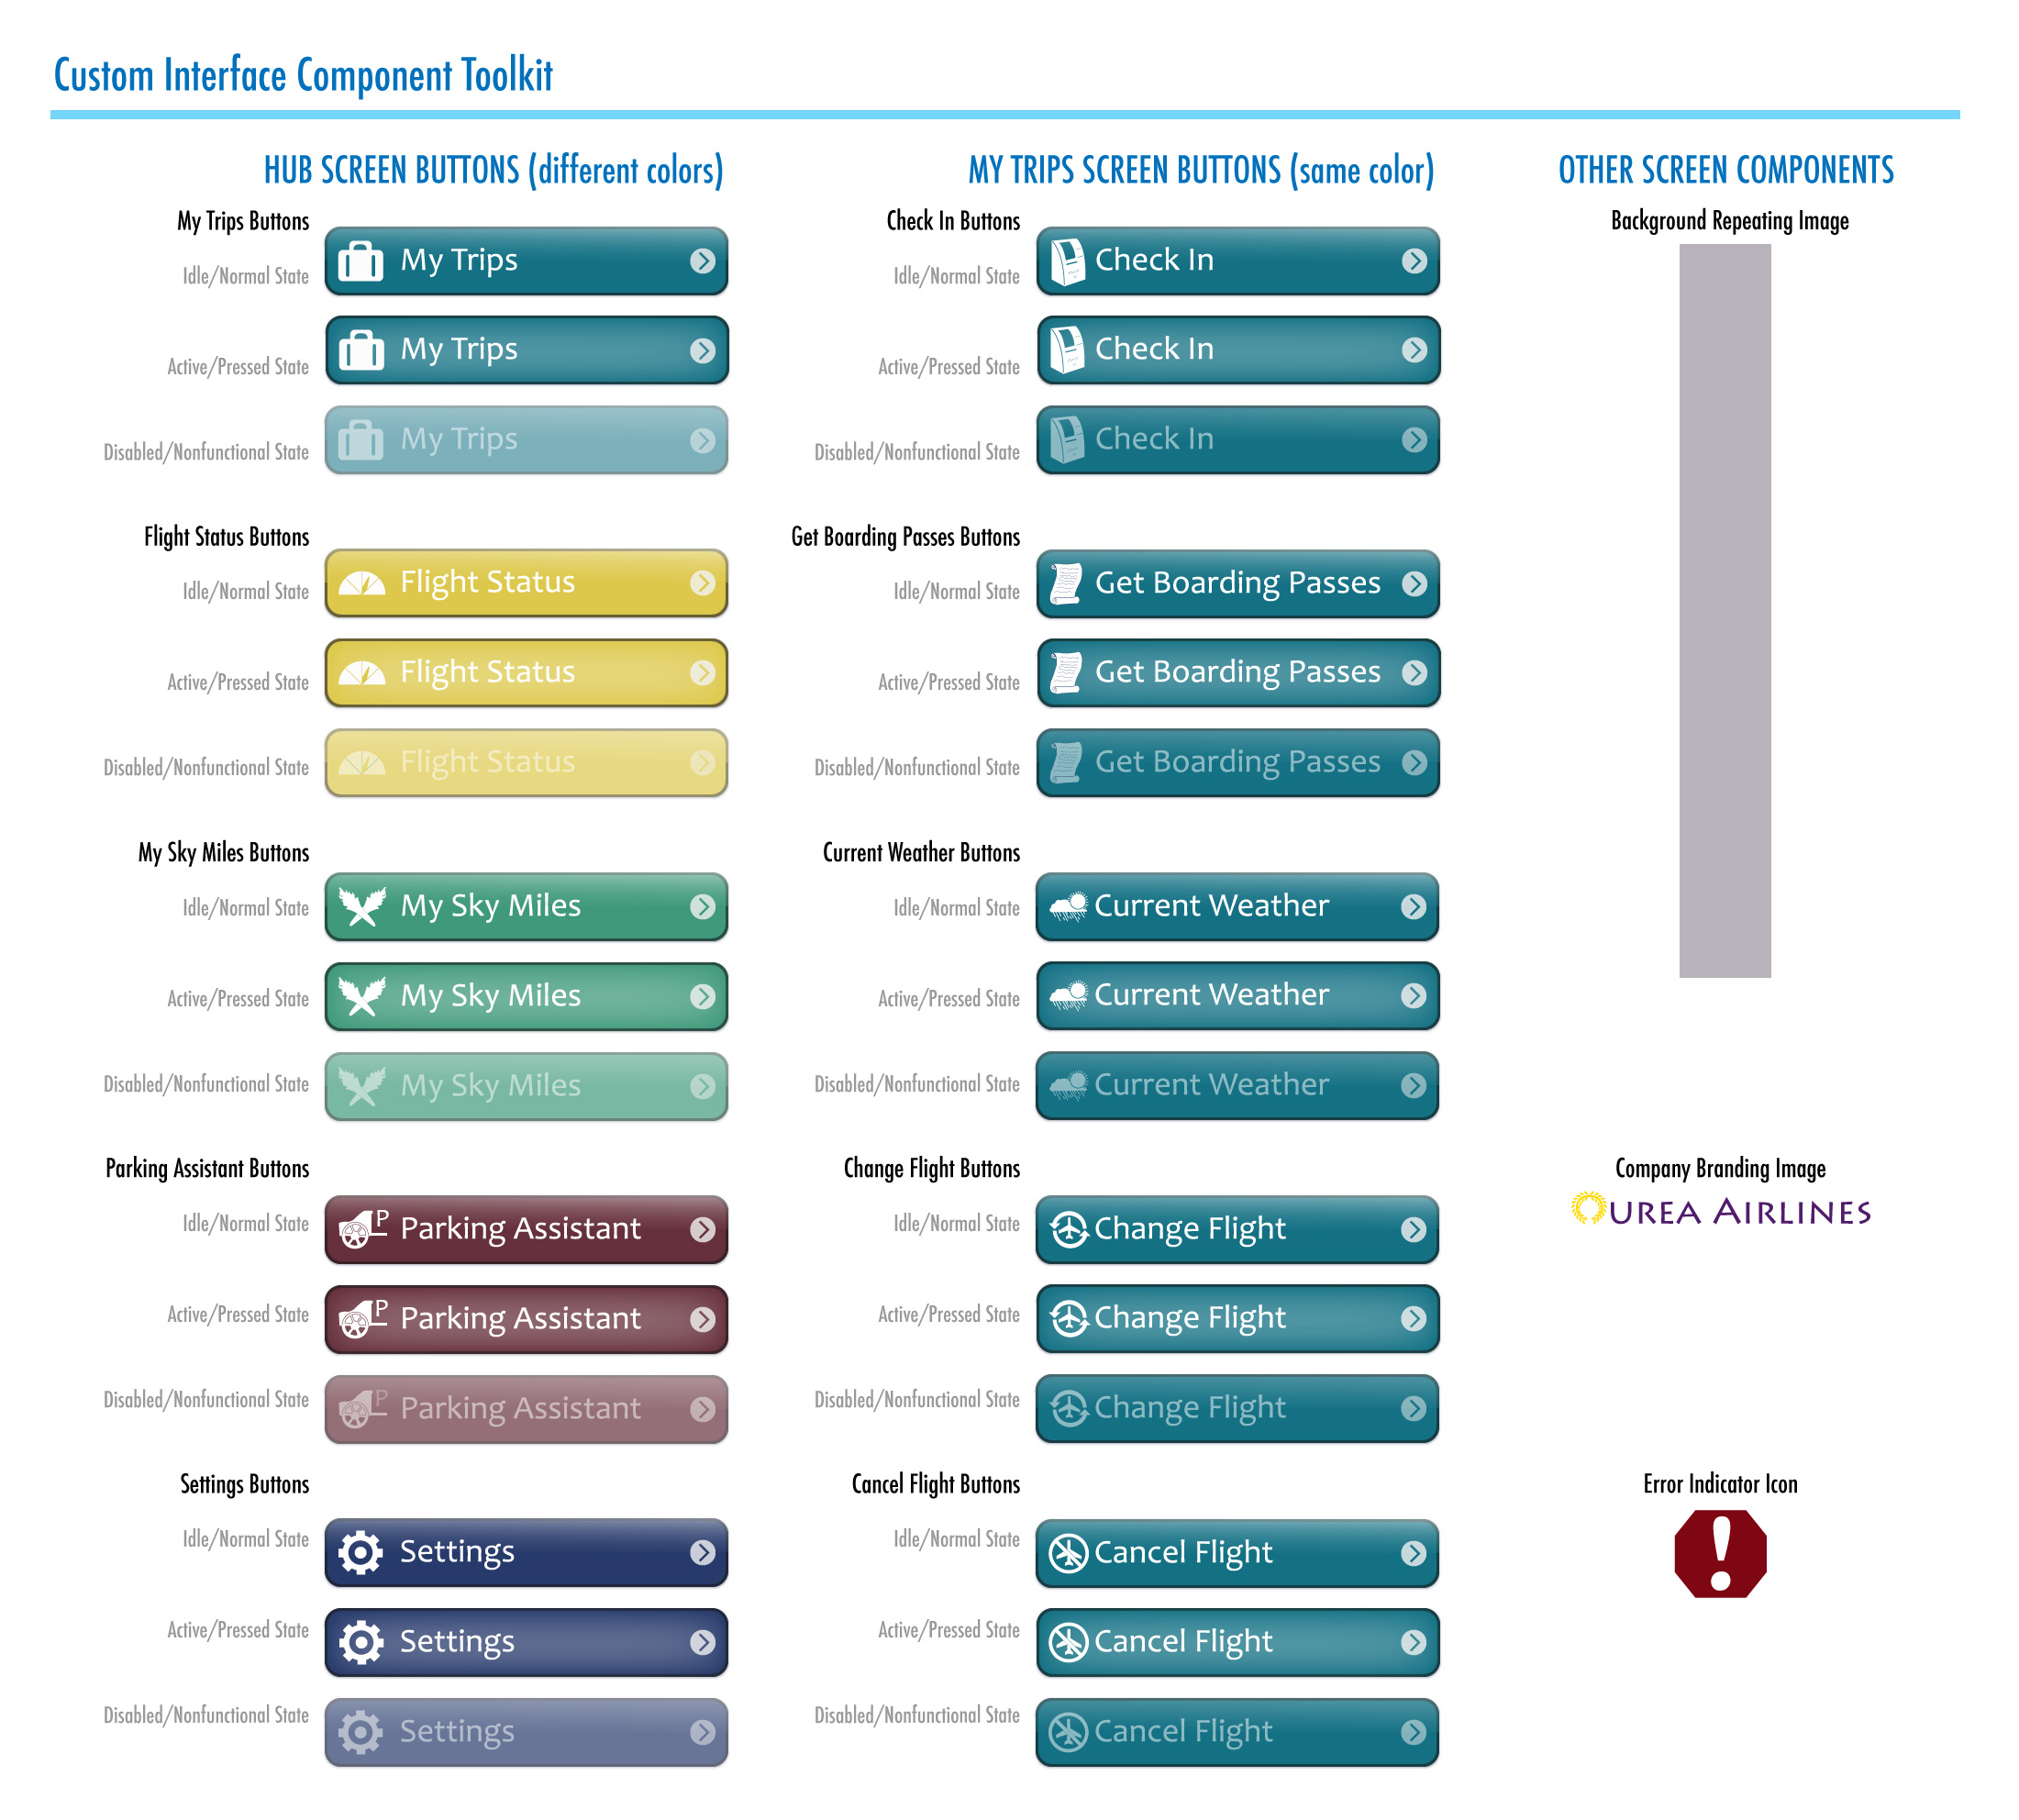 Custom Interface Component Toolkit
HUB SCREEN BUTTONS (different colors)
My Trips Buttons
Idle/Normal State
My Trips
Active/Pressed State
My Trips
Disabled/Nonfunctional State
My Trips
Flight Status Buttons
Idle/Normal State
Flight Status
Active/Pressed State
Flight Status
Disabled/Nonfunctional State
Flight Status
My Sky Miles Buttons
Idle/Normal State
My Sky Miles
Active/Pressed State
My Sky Miles
Disabled/Nonfunctional State
My Sky Miles
Parking Assistant Buttons
Idle/Normal State
P
Parking Assistant
Active/Pressed State
P
Parking Assistant
Disabled/Nonfunctional State
P
Parking Assistant
Settings Buttons
Idle/Normal State
Settings
Active/Pressed State
Settings
Disabled/Nonfunctional State
Settings
MY TRIPS SCREEN BUTTONS (same color)
Check In Buttons
Idle/Normal State
Check In
Active/Pressed State
Check In
Disabled/Nonfunctional State
Check In
Get Boarding Passes Buttons
Idle/Normal State
Get Boarding Passes
Active/Pressed State
Get Boarding Passes
Disabled/Nonfunctional State
Get Boarding Passes
Current Weather Buttons
Idle/Normal State
Current Weather
Active/Pressed State
Current Weather
Disabled/Nonfunctional State
Current Weather
Change Flight Buttons
Idle/Normal State
Change Flight
Active/Pressed State
Change Flight
Disabled/Nonfunctional State
Change Flight
Cancel Flight Buttons
Idle/Normal State
Cancel Flight
Active/Pressed State
Cancel Flight
Disabled/Nonfunctional State
Cancel Flight
OTHER SCREEN COMPONENTS
Background Repeating Image
Company Branding Image
OUREA AIRLINES
Error Indicator Icon
!